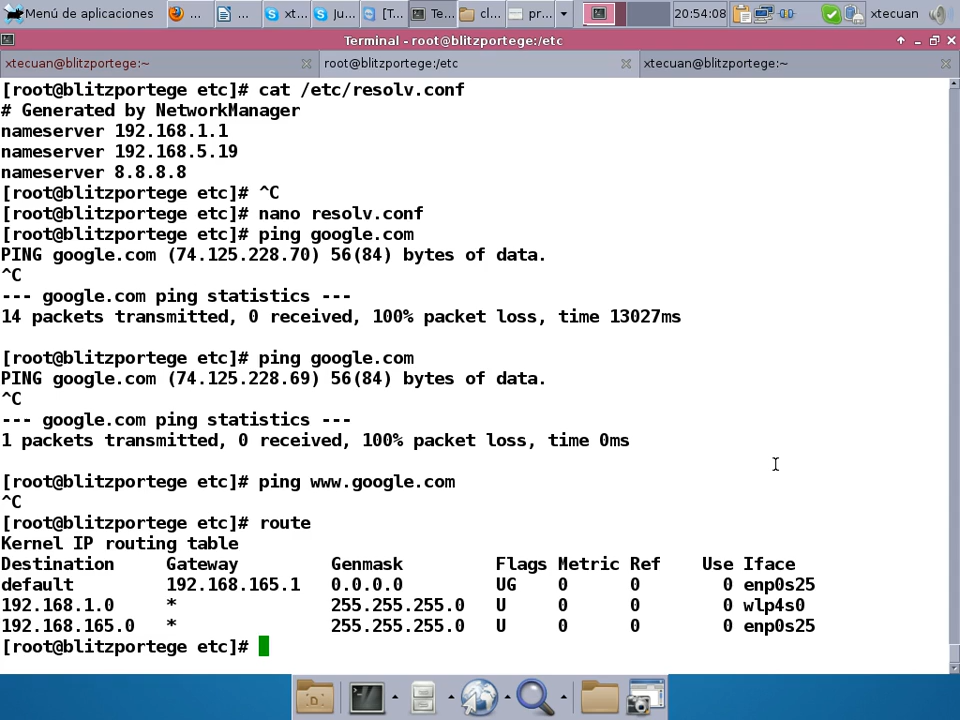 Menú de aplicaciones ... ... xt... Ju... [T... Te... cl... pr... 20:54:08 xtecuan
Terminal - root@blitzportege:/etc
xtecuan@blitzportege:~ root@blitzportege:/etc xtecuan@blitzportege:~
[root@blitzportege etc]# cat /etc/resolv.conf
# Generated by NetworkManager
nameserver 192.168.1.1
nameserver 192.168.5.19
nameserver 8.8.8.8
[root@blitzportege etc]# ^C
[root@blitzportege etc]# nano resolv.conf
[root@blitzportege etc]# ping google.com
PING google.com (74.125.228.70) 56(84) bytes of data.
^C
--- google.com ping statistics ---
14 packets transmitted, 0 received, 100% packet loss, time 13027ms
[root@blitzportege etc]# ping google.com
PING google.com (74.125.228.69) 56(84) bytes of data.
^C
--- google.com ping statistics ---
1 packets transmitted, 0 received, 100% packet loss, time 0ms
[root@blitzportege etc]# ping www.google.com
^C
[root@blitzportege etc]# route
Kernel IP routing table
Destination Gateway Genmask Flags Metric Ref Use Iface
default 192.168.165.1 0.0.0.0 UG 0 0 0 enp0s25
192.168.1.0 * 255.255.255.0 U 0 0 0 wlp4s0
192.168.165.0 * 255.255.255.0 U 0 0 0 enp0s25
[root@blitzportege etc]#